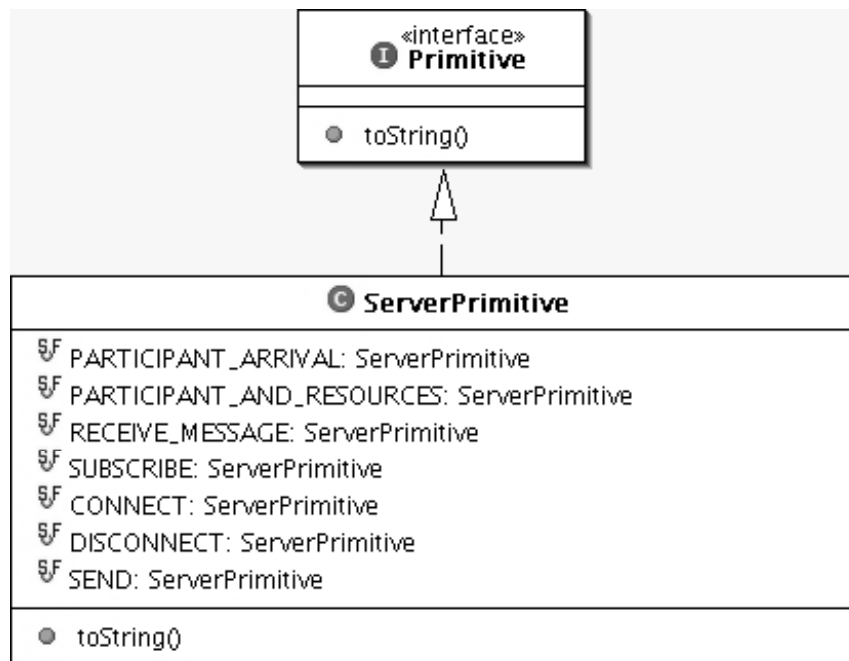 «interface»
I Primitive
toString()
C ServerPrimitive
S F PARTICIPANT_ARRIVAL: ServerPrimitive
S F PARTICIPANT_AND_RESOURCES: ServerPrimitive
S F RECEIVE_MESSAGE: ServerPrimitive
S F SUBSCRIBE: ServerPrimitive
S F CONNECT: ServerPrimitive
S F DISCONNECT: ServerPrimitive
S F SEND: ServerPrimitive
toString()